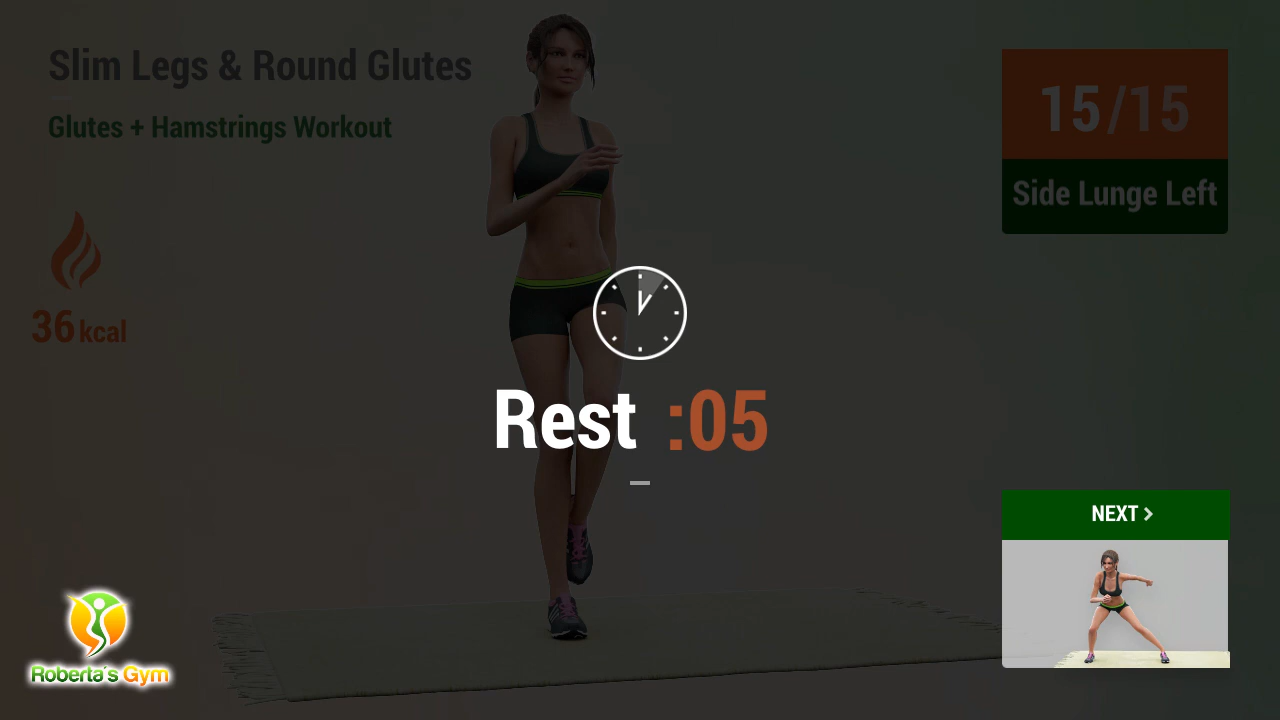 Slim Legs & Round Glutes
Glutes + Hamstrings Workout
15/15
Side Lunge Left
36 kcal
Rest :05
NEXT >
Roberta´s Gym